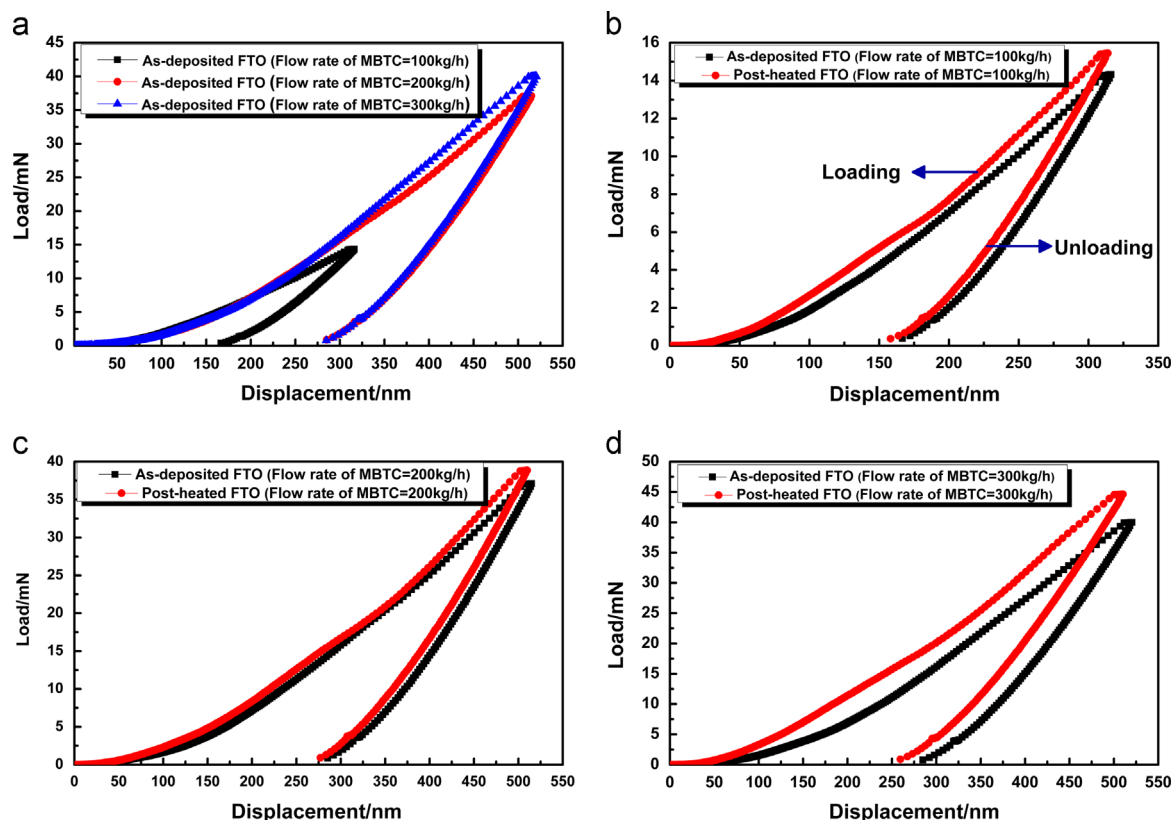 a
As-deposited FTO (Flow rate of MBTC=100kg/h)
As-deposited FTO (Flow rate of MBTC=200kg/h)
As-deposited FTO (Flow rate of MBTC=300kg/h)
45
40
35
30
25
20
15
10
5
0
Load/mN
50 100 150 200 250 300 350 400 450 500 550
Displacement/nm
b
As-deposited FTO (Flow rate of MBTC=100kg/h)
Post-heated FTO (Flow rate of MBTC=100kg/h)
16
14
12
10
8
6
4
2
0
Load/mN
Loading
Unloading
0 50 100 150 200 250 300 350
Displacement/nm
c
As-deposited FTO (Flow rate of MBTC=200kg/h)
Post-heated FTO (Flow rate of MBTC=200kg/h)
40
35
30
25
20
15
10
5
0
Load/mN
0 50 100 150 200 250 300 350 400 450 500 550
Displacement/nm
d
As-deposited FTO (Flow rate of MBTC=300kg/h)
Post-heated FTO (Flow rate of MBTC=300kg/h)
50
45
40
35
30
25
20
15
10
5
0
Load/mN
0 50 100 150 200 250 300 350 400 450 500 550
Displacement/nm